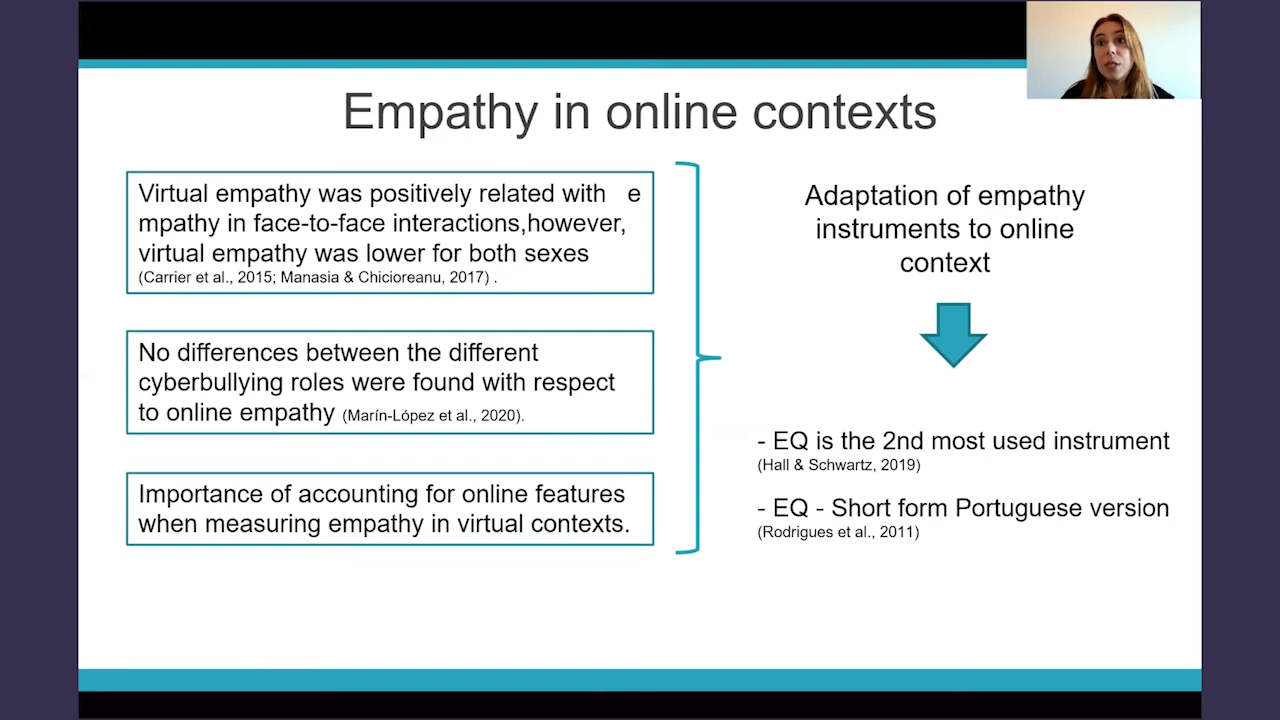 Empathy in online contexts
Virtual empathy was positively related with e
mpathy in face-to-face interactions,however,
virtual empathy was lower for both sexes
(Carrier et al., 2015; Manasia & Chicioreanu, 2017) .
No differences between the different
cyberbullying roles were found with respect
to online empathy (Marín-López et al., 2020).
Importance of accounting for online features
when measuring empathy in virtual contexts.
Adaptation of empathy
instruments to online
context
- EQ is the 2nd most used instrument
(Hall & Schwartz, 2019)
- EQ - Short form Portuguese version
(Rodrigues et al., 2011)